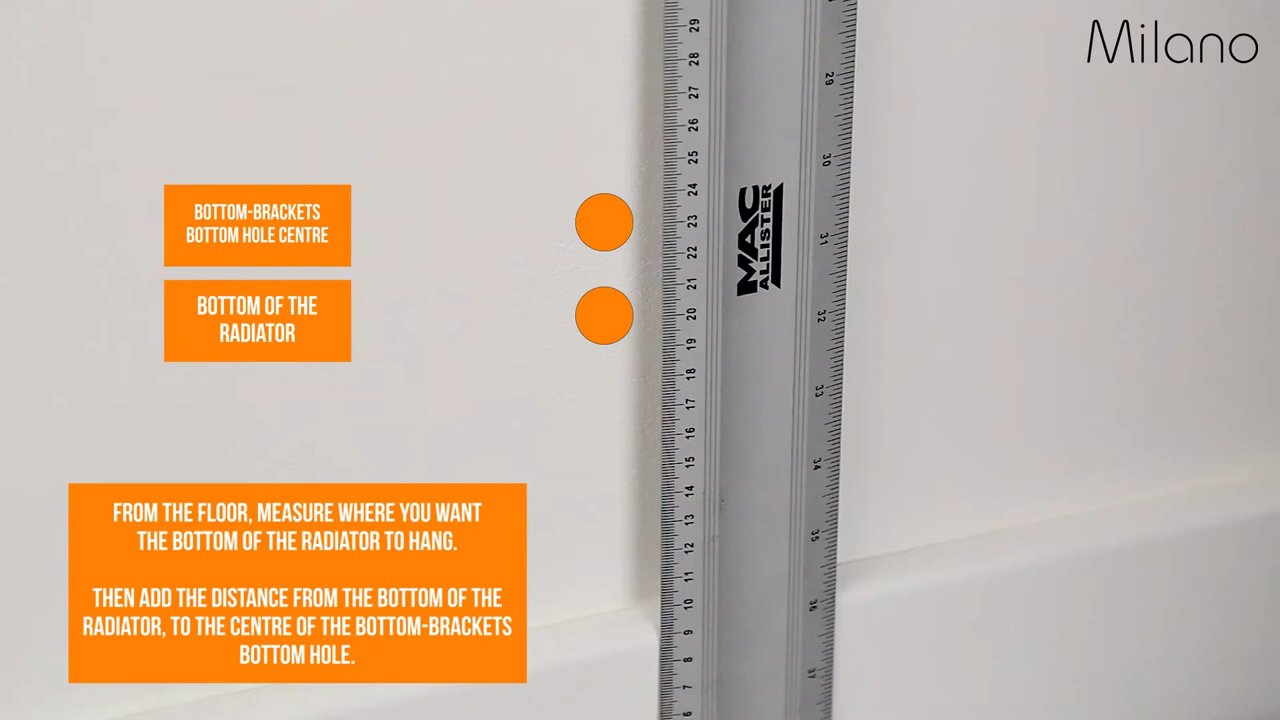 Milano
BOTTOM-BRACKETS
BOTTOM HOLE CENTRE
BOTTOM OF THE
RADIATOR
FROM THE FLOOR, MEASURE WHERE YOU WANT
THE BOTTOM OF THE RADIATOR TO HANG.
THEN ADD THE DISTANCE FROM THE BOTTOM OF THE
RADIATOR, TO THE CENTRE OF THE BOTTOM-BRACKETS
BOTTOM HOLE.
29
28
27
26
25
24
23
22
21
20
19
18
17
16
15
14
13
12
11
10
9
8
7
6
MAC
ALLISTER
29
30
31
32
33
34
35
36
37